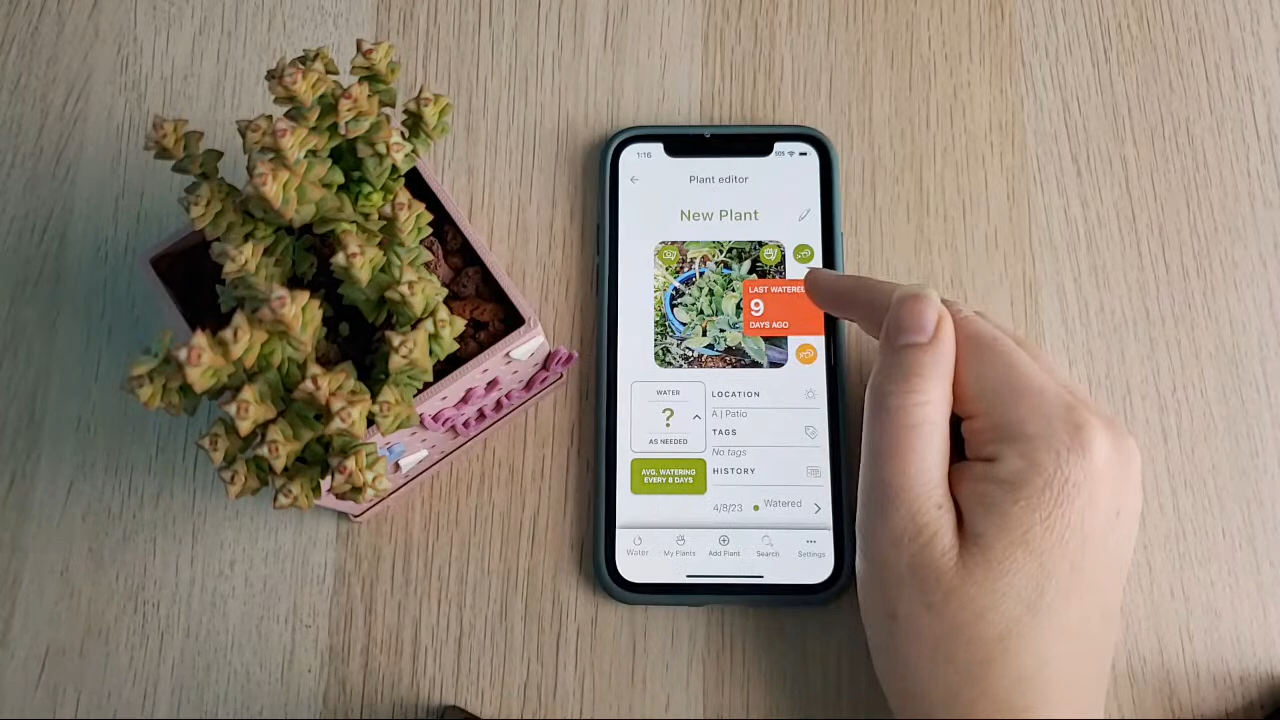 1:16
SOS
Plant editor
New Plant
LAST WATERED
9
DAYS AGO
WATER
?
AS NEEDED
AVG. WATERING
EVERY 8 DAYS
LOCATION
A | Patio
TAGS
No tags
HISTORY
4/8/23 Watered
Water My Plants Add Plant Search Settings